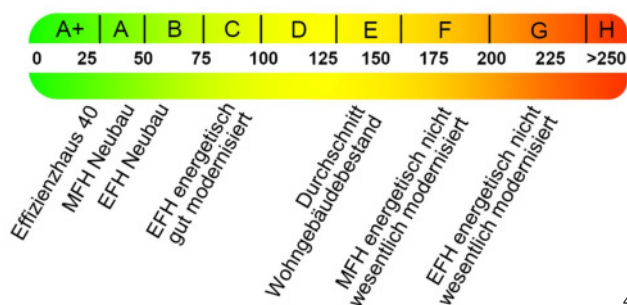 A+ A B C D E F G H
0 25 50 75 100 125 150 175 200 225 >250
Effizienzhaus 40
MFH Neubau
EFH Neubau
EFH energetisch
gut modernisiert
Durchschnitt
Wohngebäudebestand
MFH energetisch nicht
wesentlich modernisiert
EFH energetisch nicht
wesentlich modernisiert